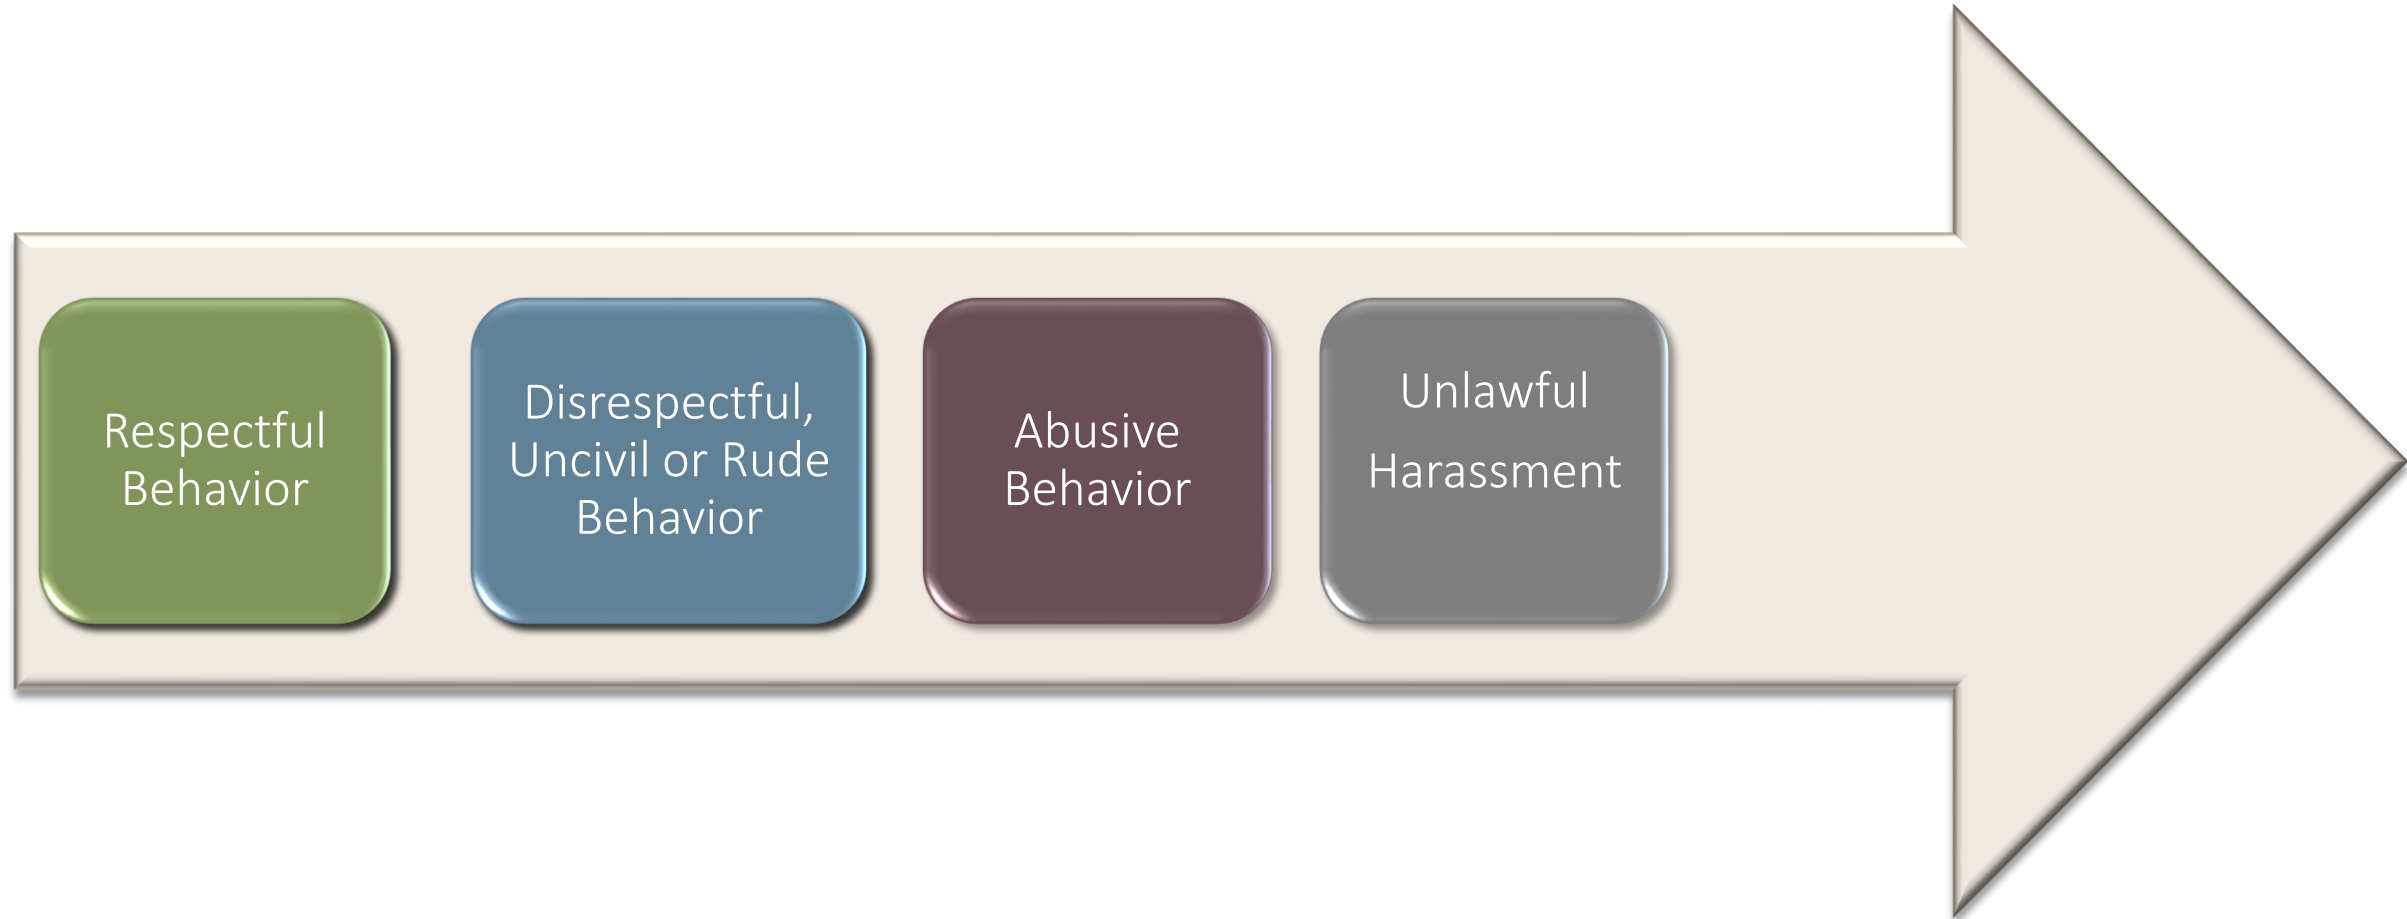 Respectful
Behavior
Disrespectful,
Uncivil or Rude
Behavior
Abusive
Behavior
Unlawful
Harassment